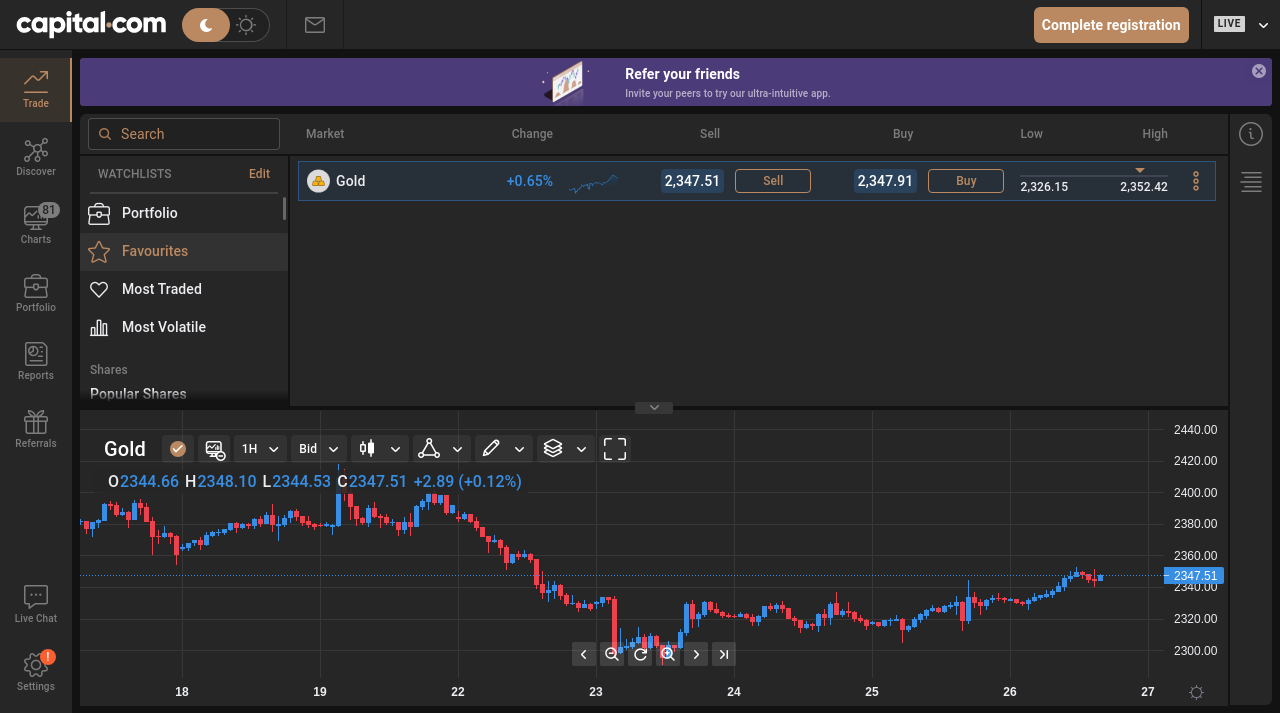 capital.com
Complete registration
LIVE
Refer your friends
Invite your peers to try our ultra-intuitive app.
Trade
Discover
81
Charts
Portfolio
Reports
Referrals
Live Chat
!
Settings
Search
Market Change Sell Buy Low High
WATCHLISTS Edit
Portfolio
Favourites
Most Traded
Most Volatile
Shares
Popular Shares
Gold +0.65% 2,347.51 Sell 2,347.91 Buy 2,326.15 2,352.42
Gold 1H Bid
O2344.66 H2348.10 L2344.53 C2347.51 +2.89 (+0.12%)
2440.00
2420.00
2400.00
2380.00
2360.00
2347.51
2340.00
2320.00
2300.00
18 19 22 23 24 25 26 27